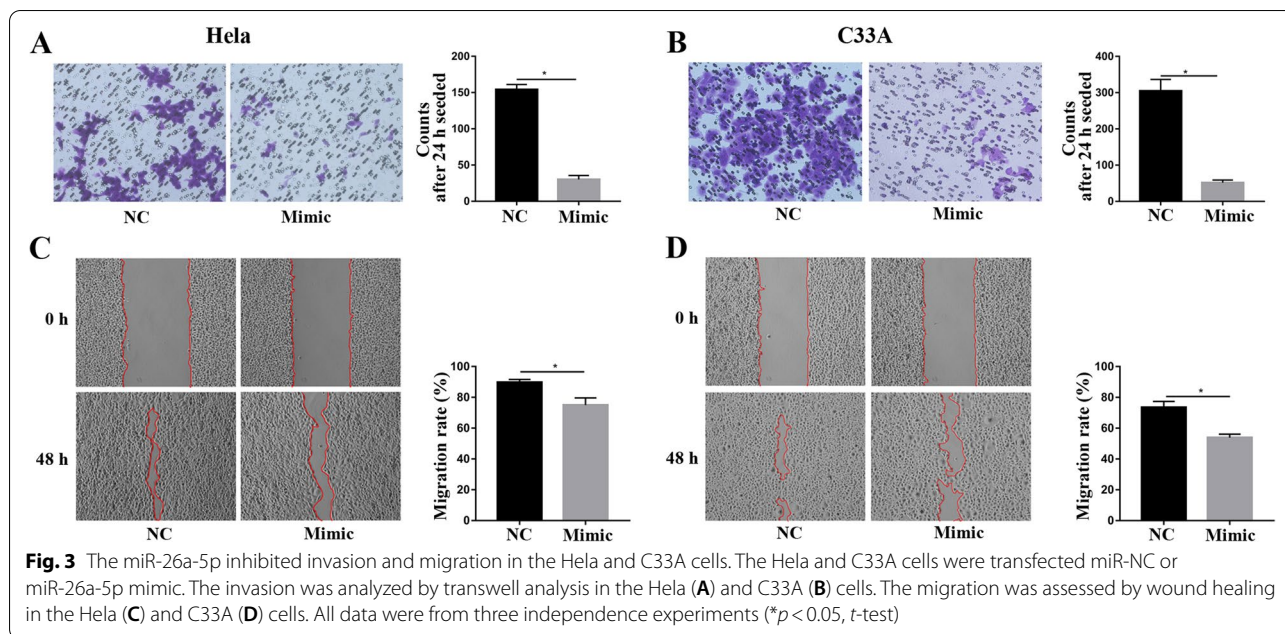 A Hela
NC Mimic
200
150
100
50
0
Counts
after 24 h seeded
*
NC Mimic
B C33A
NC Mimic
400
300
200
100
0
Counts
after 24 h seeded
*
NC Mimic
C
0 h
48 h
NC Mimic
100
80
60
40
20
0
Migration rate (%)
*
NC Mimic
D
0 h
48 h
NC Mimic
100
80
60
40
20
0
Migration rate (%)
*
NC Mimic
Fig. 3 The miR-26a-5p inhibited invasion and migration in the Hela and C33A cells. The Hela and C33A cells were transfected miR-NC or
miR-26a-5p mimic. The invasion was analyzed by transwell analysis in the Hela (A) and C33A (B) cells. The migration was assessed by wound healing
in the Hela (C) and C33A (D) cells. All data were from three independence experiments (*p < 0.05, t-test)